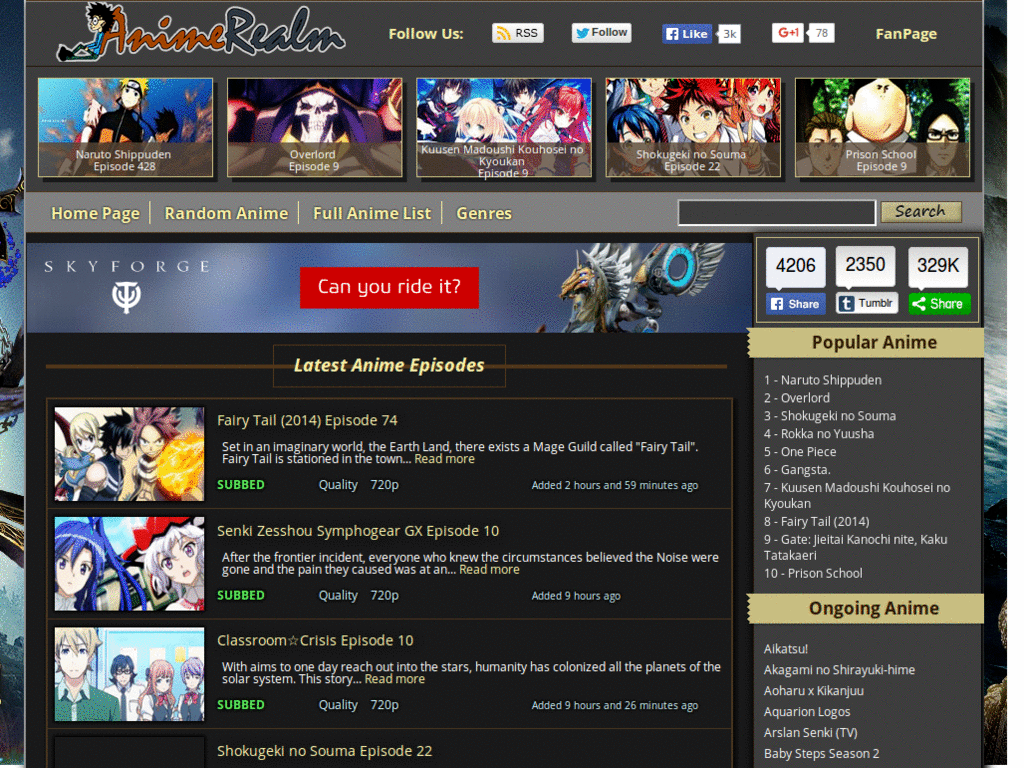 AnimeRealm
Follow Us:
RSS
Follow
Like
3k
G+1
78
FanPage
Naruto Shippuden
Episode 428
Overlord
Episode 9
Kuusen Madoushi Kouhosei no
Kyoukan
Episode 9
Shokugeki no Souma
Episode 22
Prison School
Episode 9
Home Page
Random Anime
Full Anime List
Genres
Search
SKYFORGE
Can you ride it?
4206
2350
329K
Share
t Tumblr
Share
Latest Anime Episodes
Fairy Tail (2014) Episode 74
Set in an imaginary world, the Earth Land, there exists a Mage Guild called "Fairy Tail".
Fairy Tail is stationed in the town... Read more
SUBBED Quality 720p Added 2 hours and 59 minutes ago
Senki Zesshou Symphogear GX Episode 10
After the frontier incident, everyone who knew the circumstances believed the Noise were
gone and the pain they caused was at an... Read more
SUBBED Quality 720p Added 9 hours ago
Classroom☆Crisis Episode 10
With aims to one day reach out into the stars, humanity has colonized all the planets of the
solar system. This story... Read more
SUBBED Quality 720p Added 9 hours and 26 minutes ago
Shokugeki no Souma Episode 22
Popular Anime
1 - Naruto Shippuden
2 - Overlord
3 - Shokugeki no Souma
4 - Rokka no Yuusha
5 - One Piece
6 - Gangsta.
7 - Kuusen Madoushi Kouhosei no
Kyoukan
8 - Fairy Tail (2014)
9 - Gate: Jieitai Kanochi nite, Kaku
Tatakaeri
10 - Prison School
Ongoing Anime
Aikatsu!
Akagami no Shirayuki-hime
Aoharu x Kikanjuu
Aquarion Logos
Arslan Senki (TV)
Baby Steps Season 2